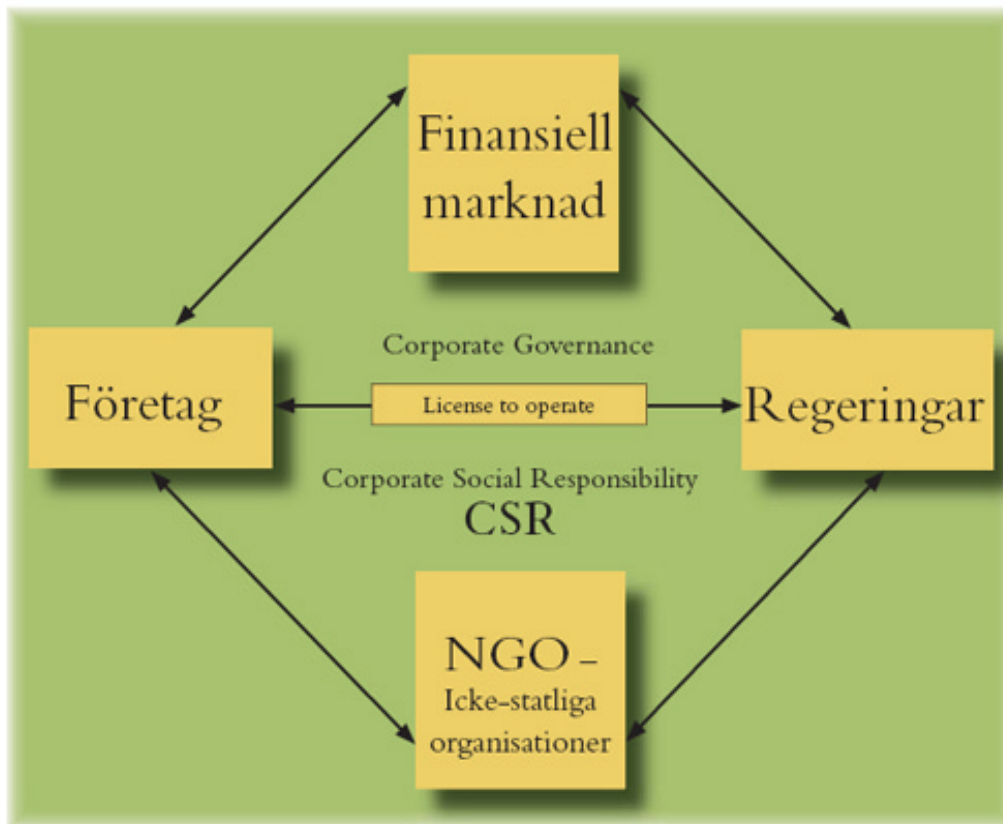 Finansiell
marknad
Corporate Governance
Företag
License to operate
Regeringar
Corporate Social Responsibility
CSR
NGO –
Icke-statliga
organisationer